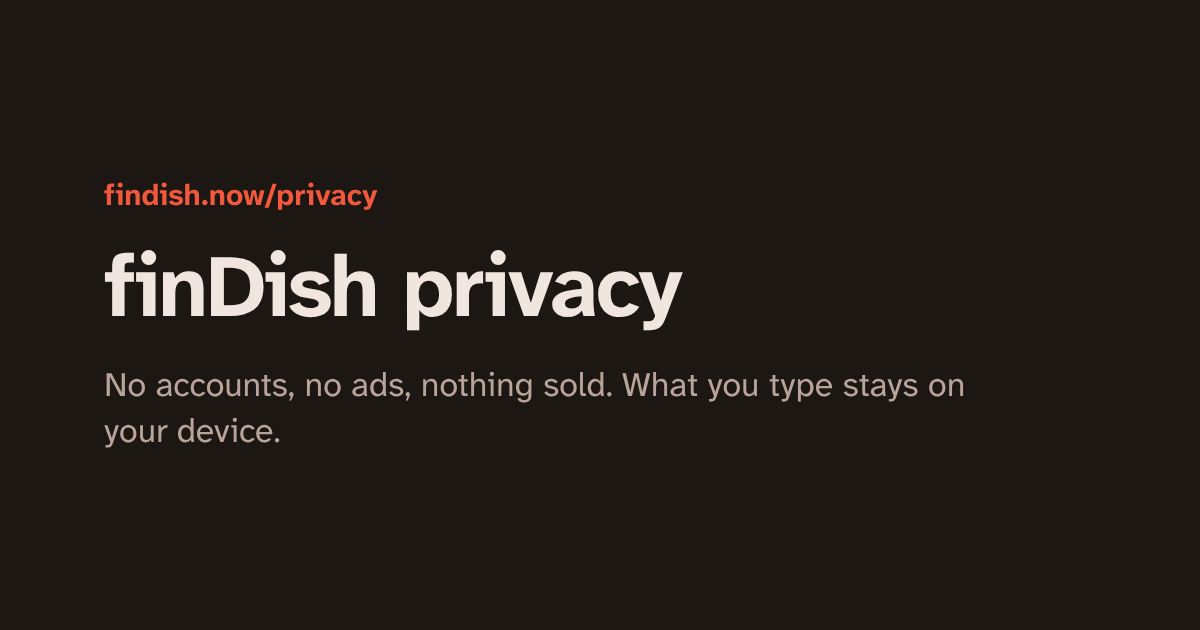 findish.now/privacy
finDish privacy
No accounts, no ads, nothing sold. What you type stays on
your device.